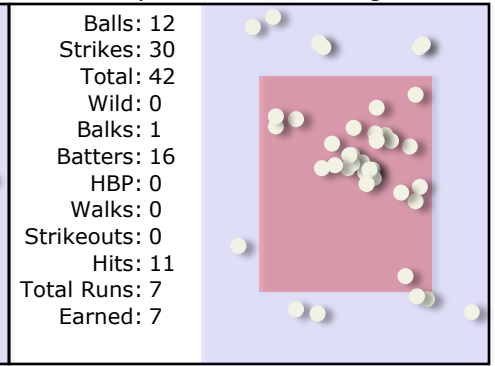 Balls: 12
Strikes: 30
Total: 42
Wild: 0
Balks: 1
Batters: 16
HBP: 0
Walks: 0
Strikeouts: 0
Hits: 11
Total Runs: 7
Earned: 7